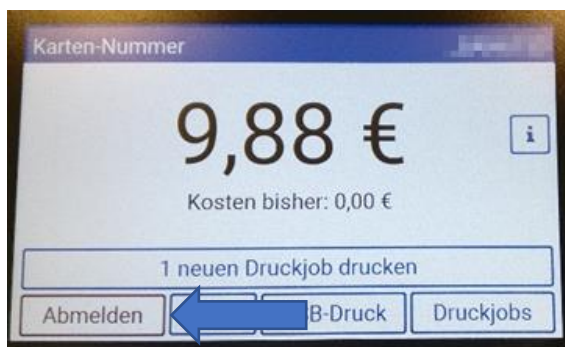 Karten-Nummer
9,88 €
i
Kosten bisher: 0,00 €
1 neuen Druckjob drucken
Abmelden B-Druck Druckjobs